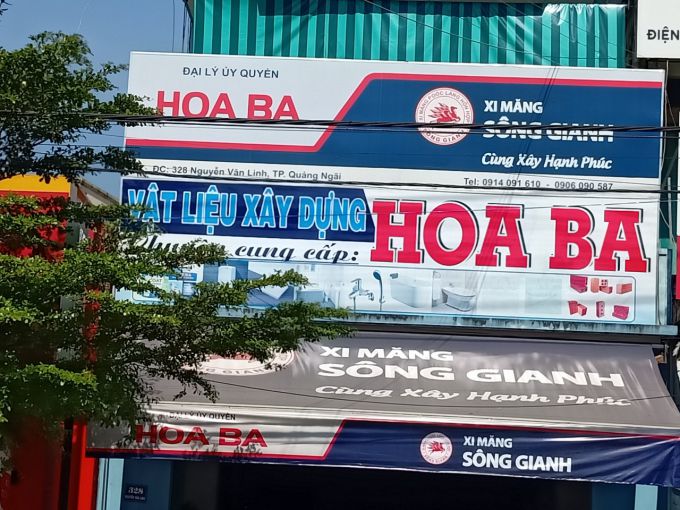 ĐIỆN
ĐẠI LÝ ỦY QUYỀN
HOA BA
XI MĂNG
SÔNG GIANH
Cùng Xây Hạnh Phúc
ĐC: 328 Nguyễn Văn Linh, TP. Quảng Ngãi
Tel: 0914 091 610 - 0906 090 587
VẬT LIỆU XÂY DỰNG
cung cấp:
HOA BA
XI MĂNG
SÔNG GIANH
Cùng Xây Hạnh Phúc
ĐẠI LÝ ỦY QUYỀN
HOA BA
XI MĂNG
SÔNG GIANH
328